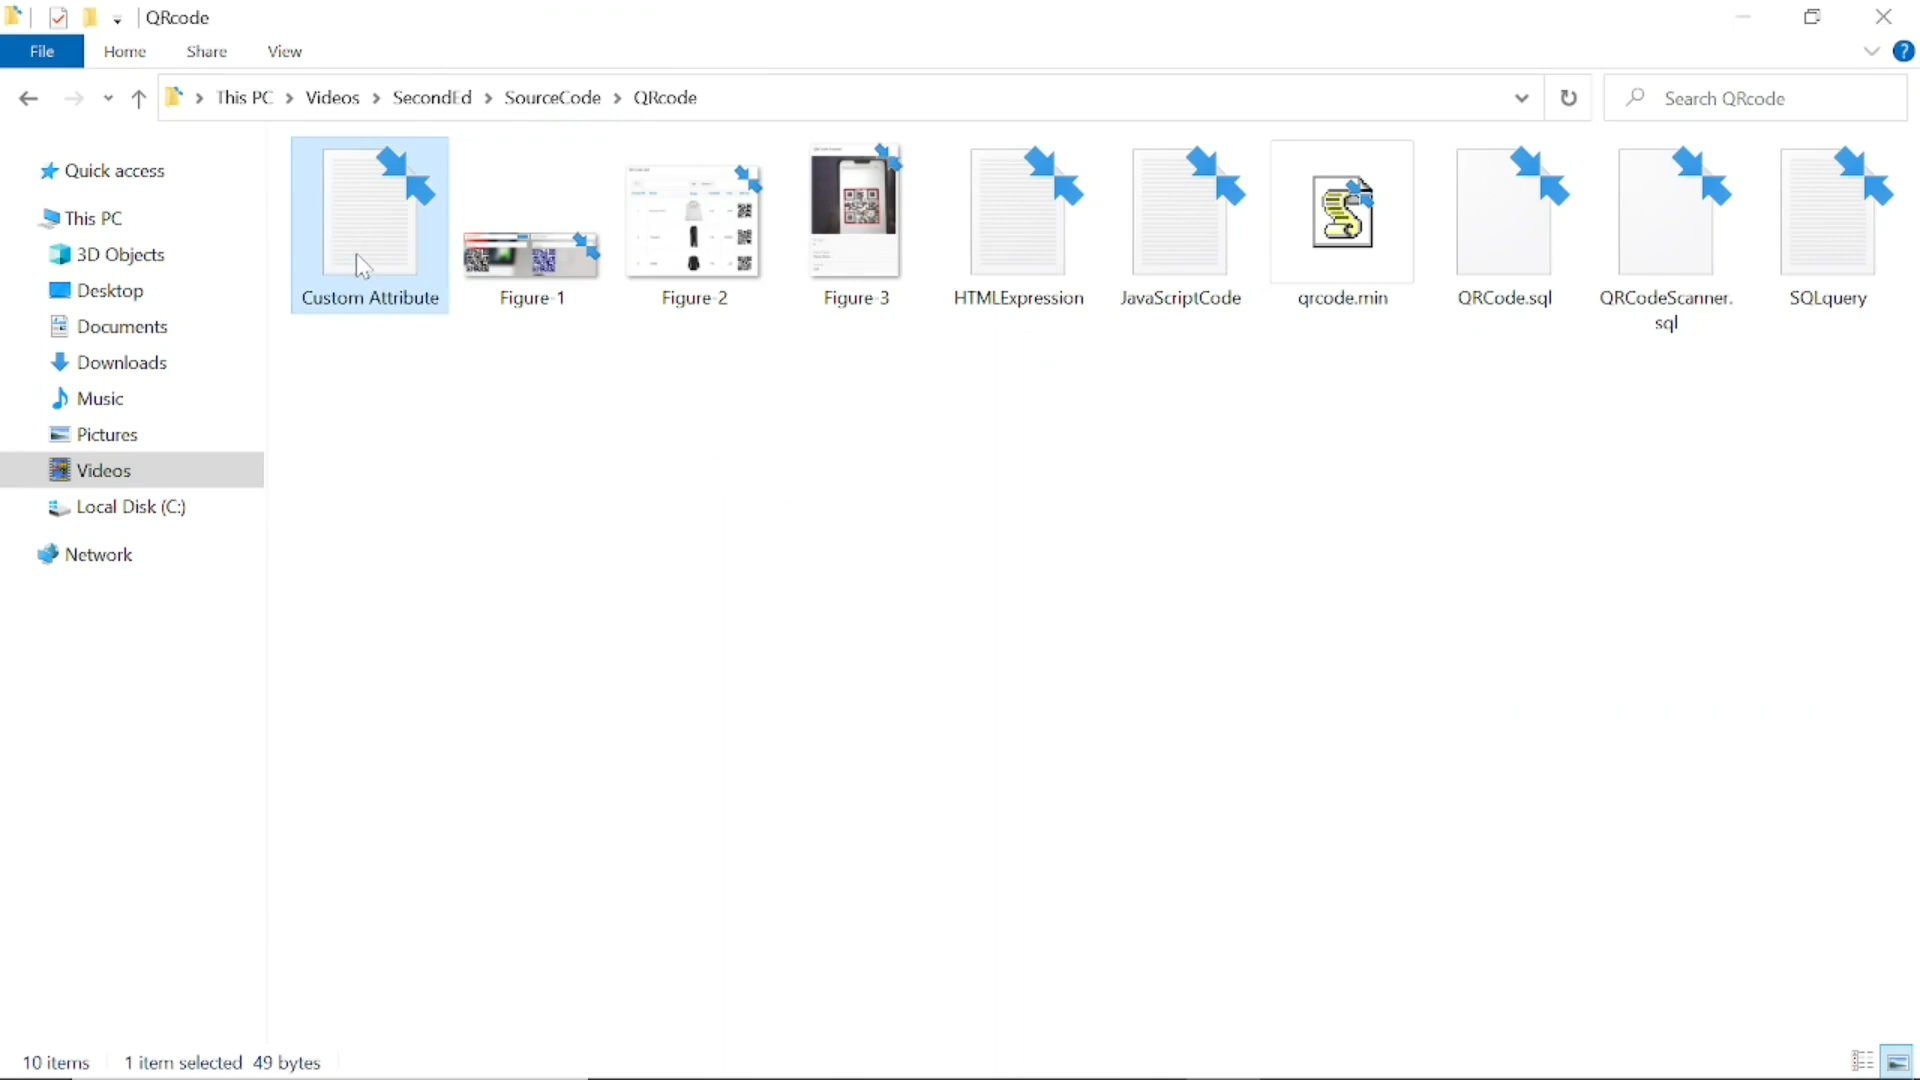 QRcode
File Home Share View
This PC Videos SecondEd SourceCode QRcode
Search QRcode
Quick access
This PC
3D Objects
Desktop
Documents
Downloads
Music
Pictures
Videos
Local Disk (C:)
Network
Custom Attribute
Figure-1
Figure-2
Figure-3
HTMLExpression
JavaScriptCode
qrcode.min
QRCode.sql
QRCodeScanner.
sql
SQLquery
10 items 1 item selected 49 bytes